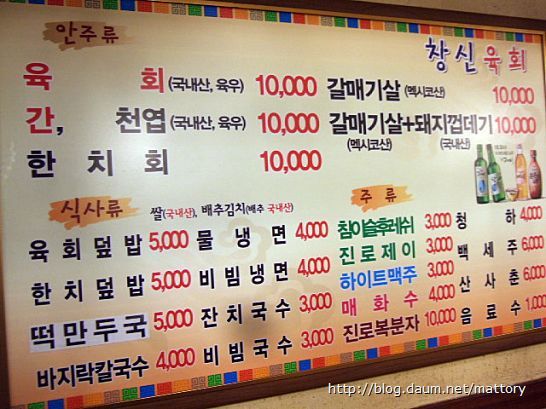 안주류
창신육회
육 회 (국내산, 육우) 10,000
갈매기살 (멕시코산) 10,000
간, 천엽 (국내산, 육우) 10,000
갈매기살+돼지껍데기 10,000
(멕시코산) (국내산)
한 치 회 10,000
식사류 쌀(국내산), 배추김치(배추 국내산)
육 회 덮 밥 5,000 물 냉 면 4,000
한 치 덮 밥 5,000 비 빔 냉 면 4,000
떡 만 두 국 5,000 잔 치 국 수 3,000
바지락칼국수 4,000 비 빔 국 수 3,000
주 류
참이슬후레쉬 3,000 청 하 4,000
진 로 제 이 3,000 백 세 주 6,000
하이트맥주 3,000 산 사 춘 6,000
매 화 수 4,000 음 료 수 1,000
진로복분자 10,000
http://blog.daum.net/mattory